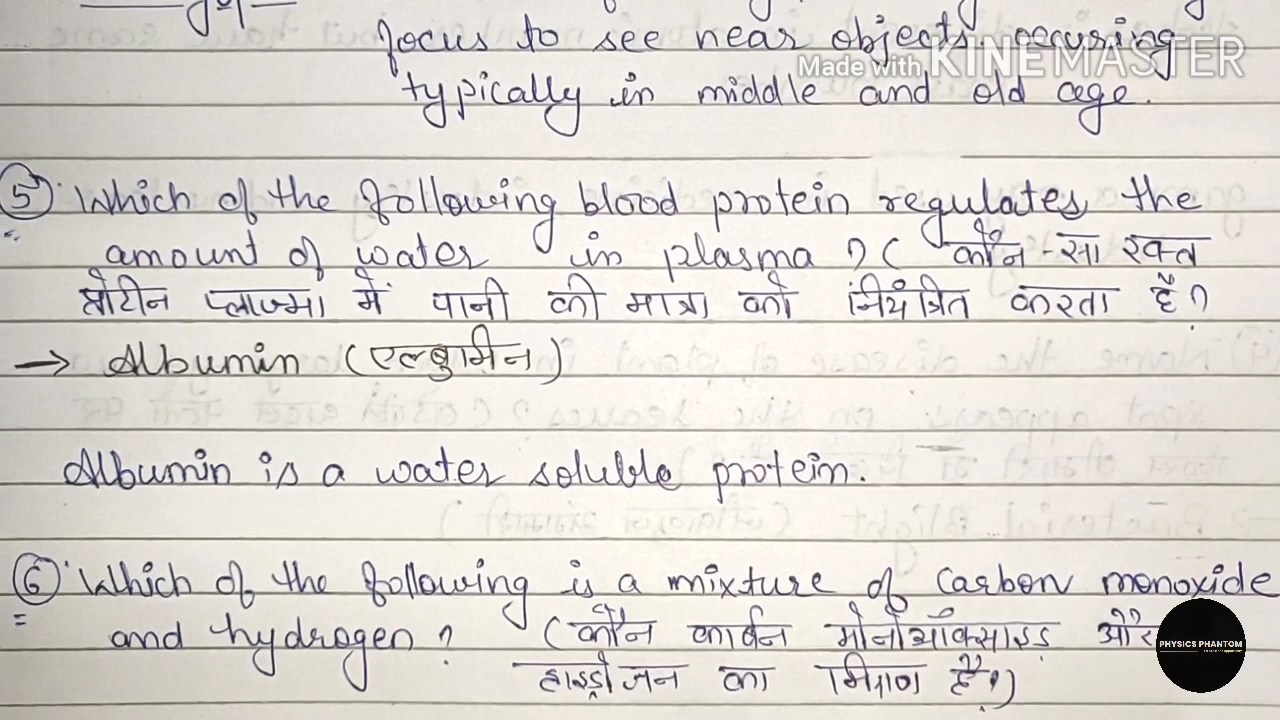 focus to see near objects occuring
Made with KINEMASTER
typically in middle and old age.
5 Which of the following blood protein regulates the
amount of water in plasma ? ( कौन-सा रक्त
प्रोटीन प्लाज्मा में पानी की मात्रा को नियंत्रित करता है?
→ Albumin (एल्बुमिन)
Albumin is a water soluble protein.
6 Which of the following is a mixture of Carbon monoxide
and hydrogen ? (कौन कार्बन मोनोऑक्साइड और
हाइड्रोजन का मिश्रण है?)
PHYSICS PHANTOM